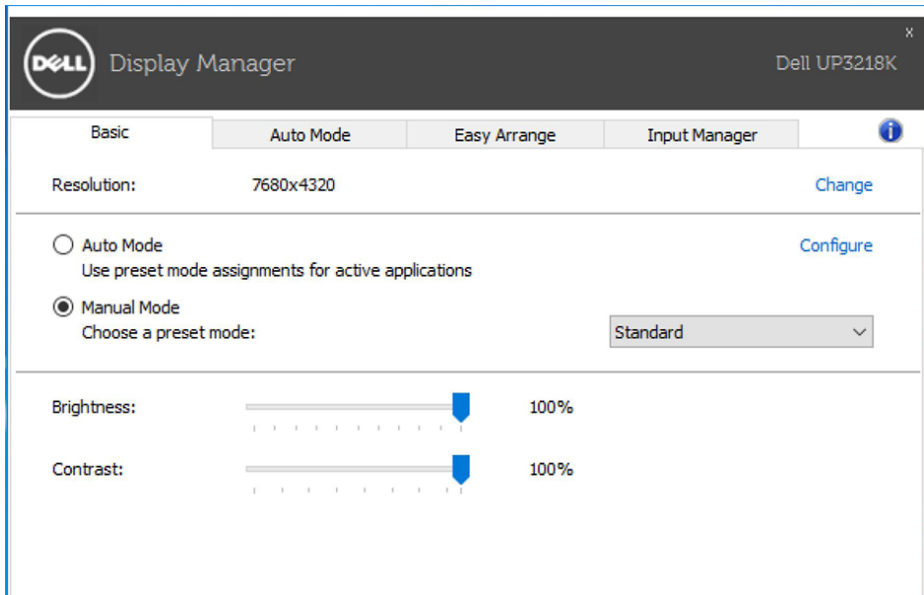 x
DELL Display Manager Dell UP3218K
Basic Auto Mode Easy Arrange Input Manager i
Resolution: 7680x4320 Change
Auto Mode Configure
Use preset mode assignments for active applications
Manual Mode
Choose a preset mode: Standard
Brightness: 100%
Contrast: 100%